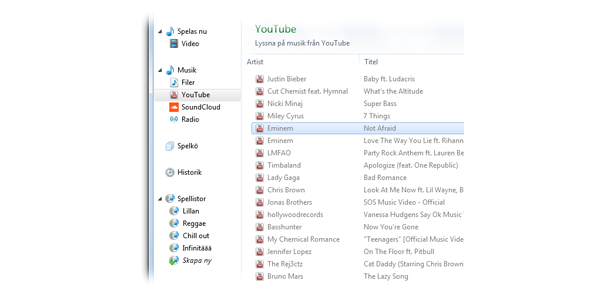 Spelas nu
Video
Musik
Filer
YouTube
SoundCloud
Radio
Spelkö
Historik
Spellistor
Lillan
Reggae
Chill out
Infinitäää
Skapa ny
YouTube
Lyssna på musik från YouTube
Artist Titel
Justin Bieber Baby ft. Ludacris
Cut Chemist feat. Hymnal What's the Altitude
Nicki Minaj Super Bass
Miley Cyrus 7 Things
Eminem Not Afraid
Eminem Love The Way You Lie ft. Rihann
LMFAO Party Rock Anthem ft. Lauren Be
Timbaland Apologize (feat. One Republic)
Lady Gaga Bad Romance
Chris Brown Look At Me Now ft. Lil Wayne, B
Jonas Brothers SOS Music Video - Official
hollywoodrecords Vanessa Hudgens Say Ok Music
Basshunter Now You're Gone
My Chemical Romance "Teenagers" [Official Music Vide
Jennifer Lopez On The Floor ft. Pitbull
The Rej3ctz Cat Daddy (Starring Chris Brown)
Bruno Mars The Lazy Song